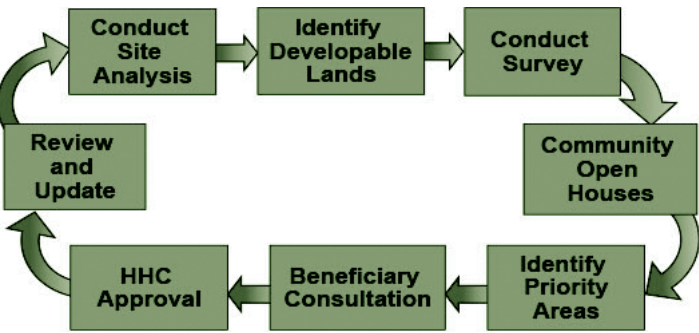 Conduct
Site
Analysis
Identify
Developable
Lands
Conduct
Survey
Community
Open
Houses
Identify
Priority
Areas
Beneficiary
Consultation
HHC
Approval
Review
and
Update